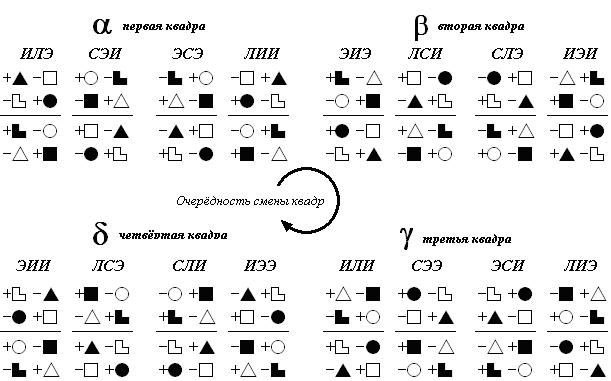 α первая квадра
β вторая квадра
ИЛЭ СЭИ ЭСЭ ЛИИ
ЭИЭ ЛСИ СЛЭ ИЭИ
Очерёдность смены квадр
δ четвёртая квадра
γ третья квадра
ЭИИ ЛСЭ СЛИ ИЭЭ
ИЛИ СЭЭ ЭСИ ЛИЭ